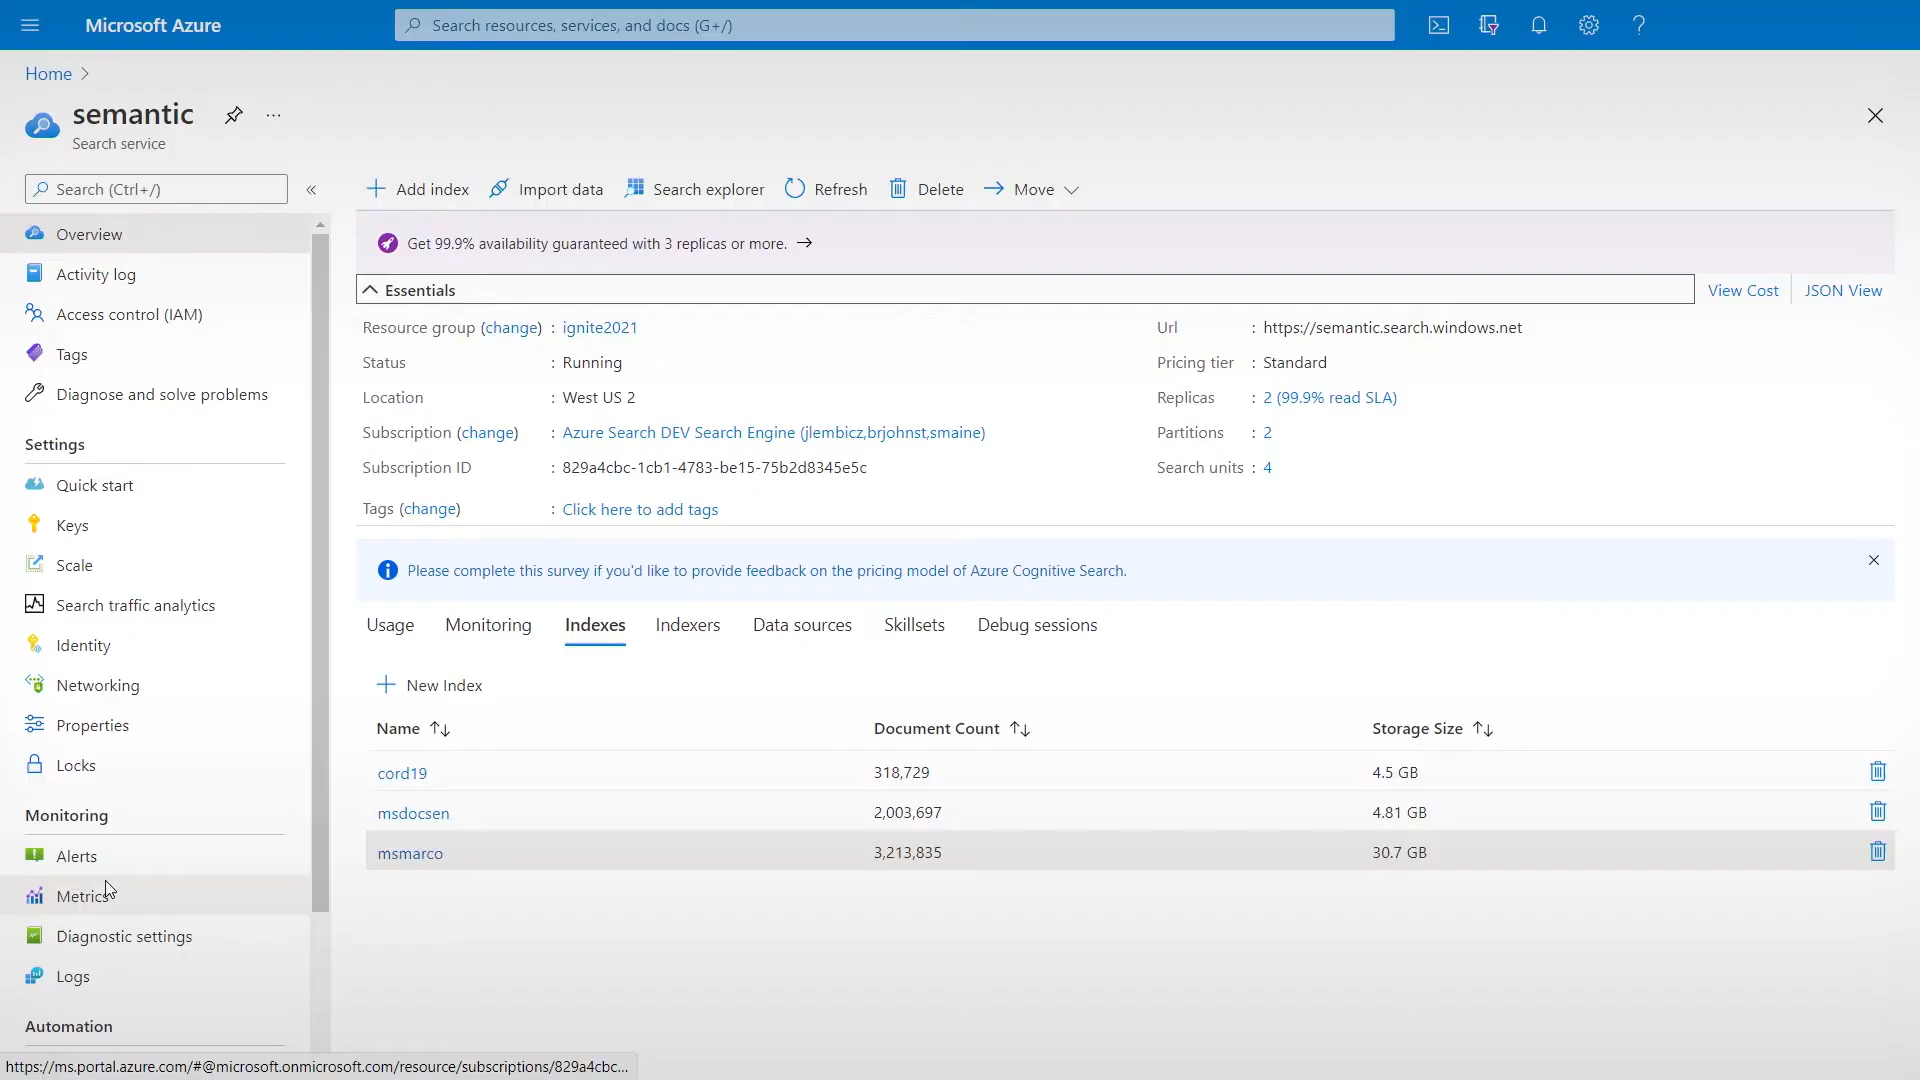 Microsoft Azure
Search resources, services, and docs (G+/)
Home
semantic
Search service
Search (Ctrl+/)
Add index
Import data
Search explorer
Refresh
Delete
Move
Overview
Activity log
Access control (IAM)
Tags
Diagnose and solve problems
Settings
Quick start
Keys
Scale
Search traffic analytics
Identity
Networking
Properties
Locks
Monitoring
Alerts
Metrics
Diagnostic settings
Logs
Automation
Get 99.9% availability guaranteed with 3 replicas or more. →
Essentials
View Cost
JSON View
Resource group (change) : ignite2021
Status : Running
Location : West US 2
Subscription (change) : Azure Search DEV Search Engine (jlembicz,brjohnst,smaine)
Subscription ID : 829a4cbc-1cb1-4783-be15-75b2d8345e5c
Tags (change) : Click here to add tags
Url : https://semantic.search.windows.net
Pricing tier : Standard
Replicas : 2 (99.9% read SLA)
Partitions : 2
Search units : 4
Please complete this survey if you'd like to provide feedback on the pricing model of Azure Cognitive Search.
Usage Monitoring Indexes Indexers Data sources Skillsets Debug sessions
New Index
Name Document Count Storage Size
cord19 318,729 4.5 GB
msdocsen 2,003,697 4.81 GB
msmarco 3,213,835 30.7 GB
https://ms.portal.azure.com/#@microsoft.onmicrosoft.com/resource/subscriptions/829a4cbc...